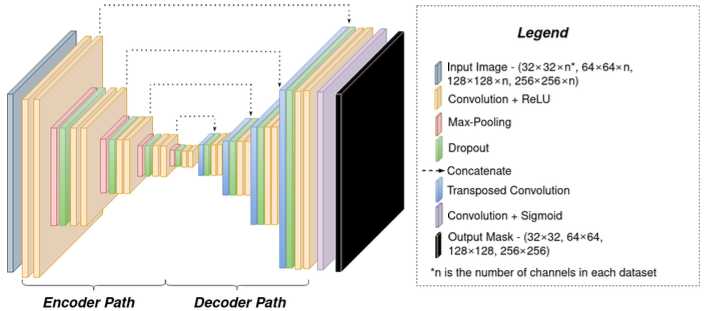 Legend
Input Image - (32×32×n*, 64×64×n,
128×128×n, 256×256×n)
Convolution + ReLU
Max-Pooling
Dropout
Concatenate
Transposed Convolution
Convolution + Sigmoid
Output Mask - (32×32, 64×64,
128×128, 256×256)
*n is the number of channels in each dataset
Encoder Path
Decoder Path